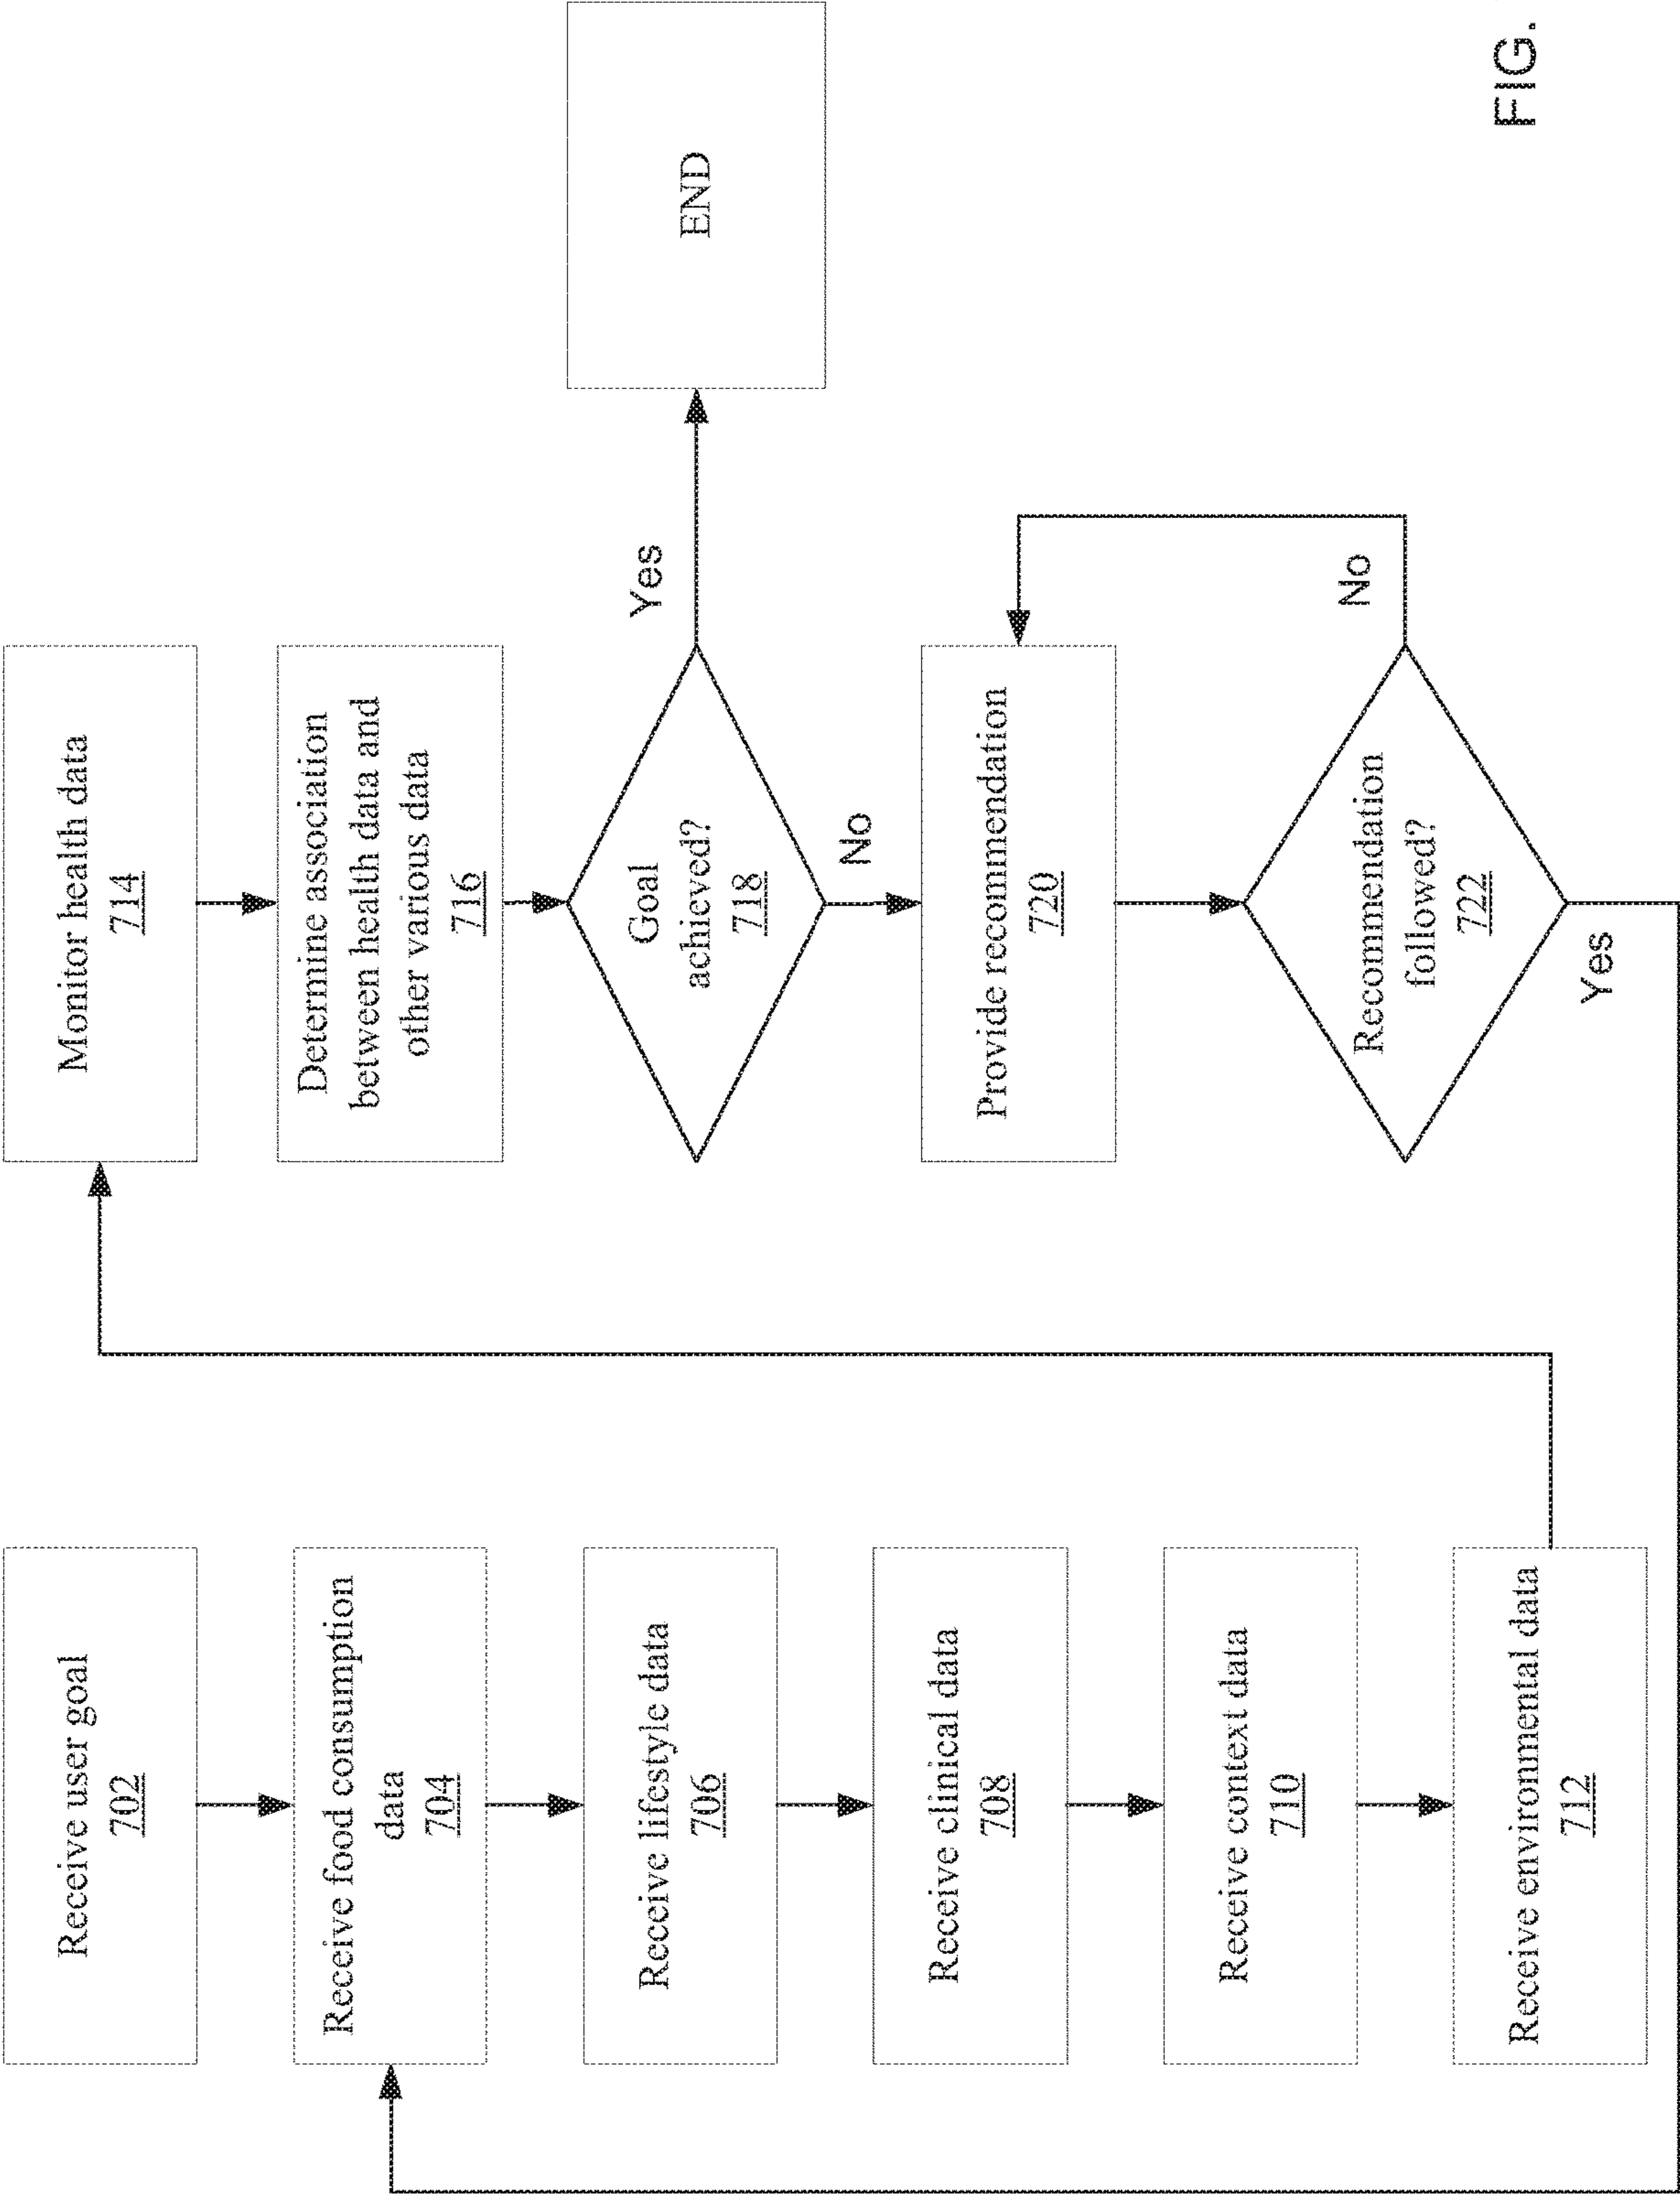 Receive user goal
702
Receive food consumption
data
704
Receive lifestyle data
706
Receive clinical data
708
Receive context data
710
Receive environmental data
712
Monitor health data
714
Determine association
between health data and
other various data
716
Goal
achieved?
718
Yes
END
No
Provide recommendation
720
Recommendation
followed?
722
No
Yes
FIG.